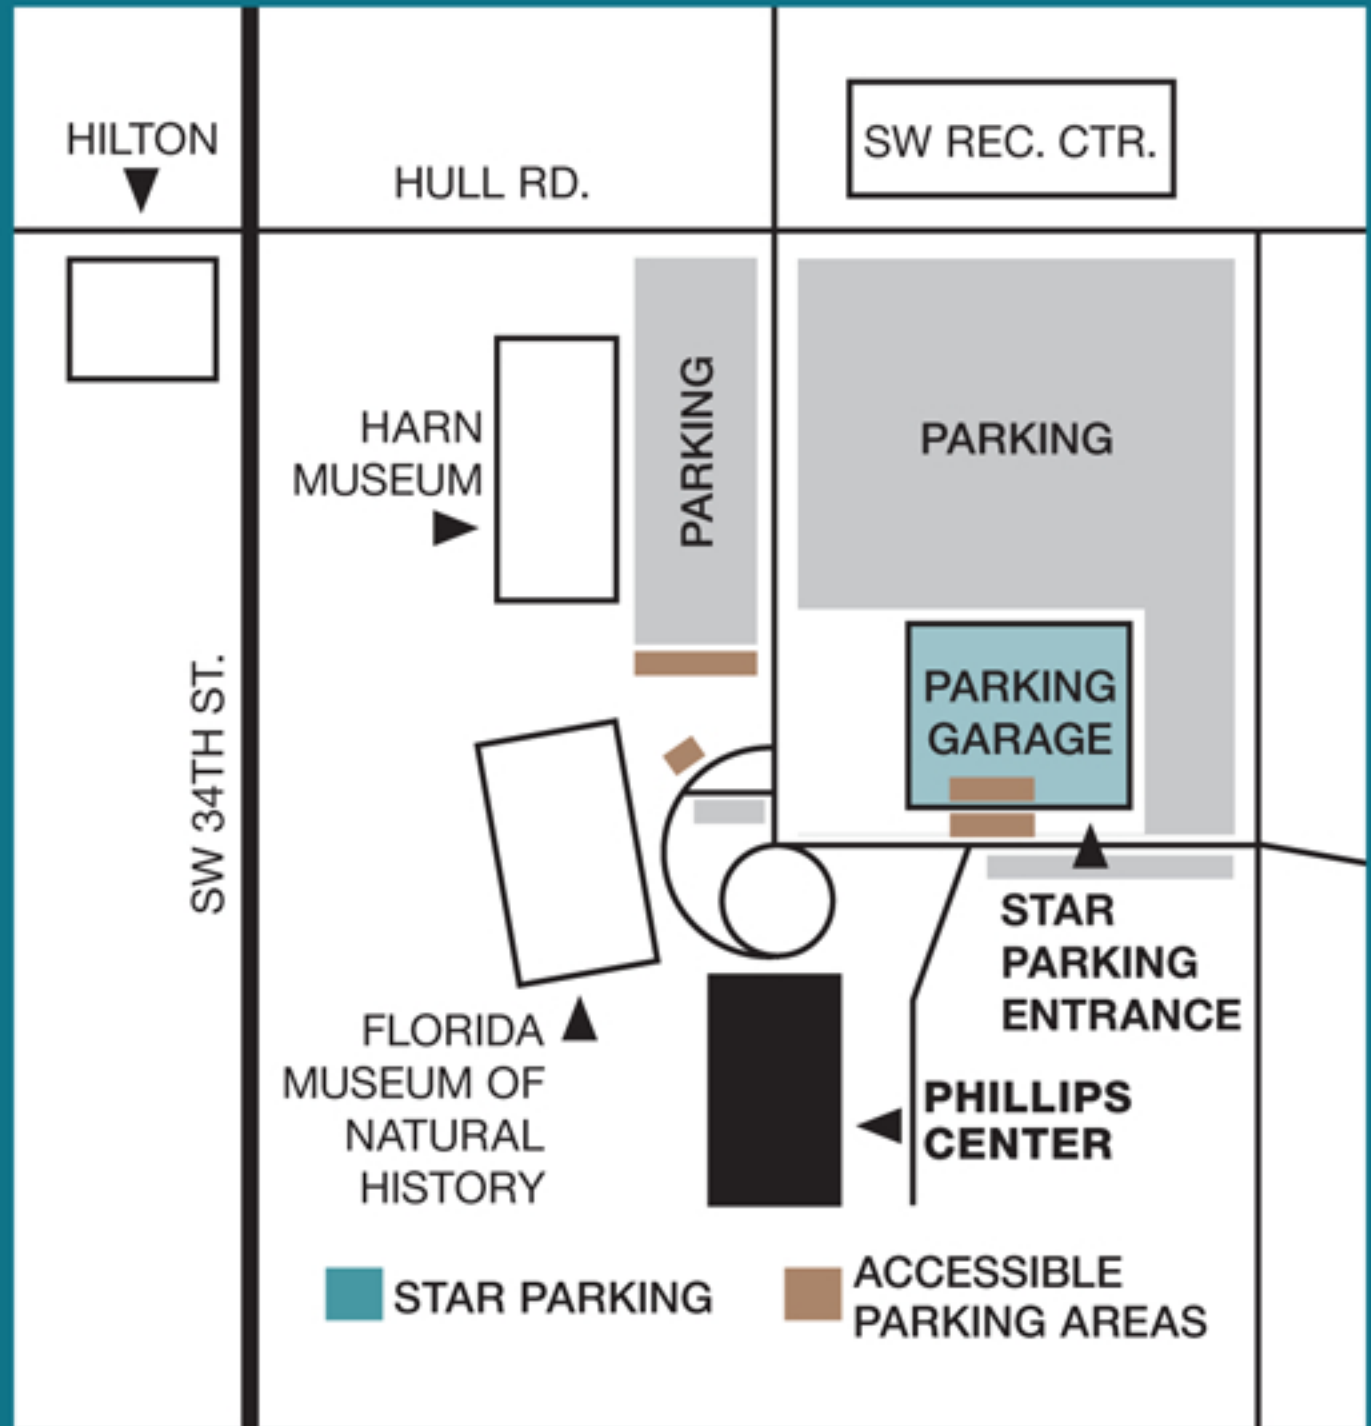 HILTON
HULL RD.
SW REC. CTR.
HARN
MUSEUM
PARKING
PARKING
PARKING
GARAGE
SW 34TH ST.
STAR
PARKING
ENTRANCE
FLORIDA
MUSEUM OF
NATURAL
HISTORY
PHILLIPS
CENTER
STAR PARKING
ACCESSIBLE
PARKING AREAS